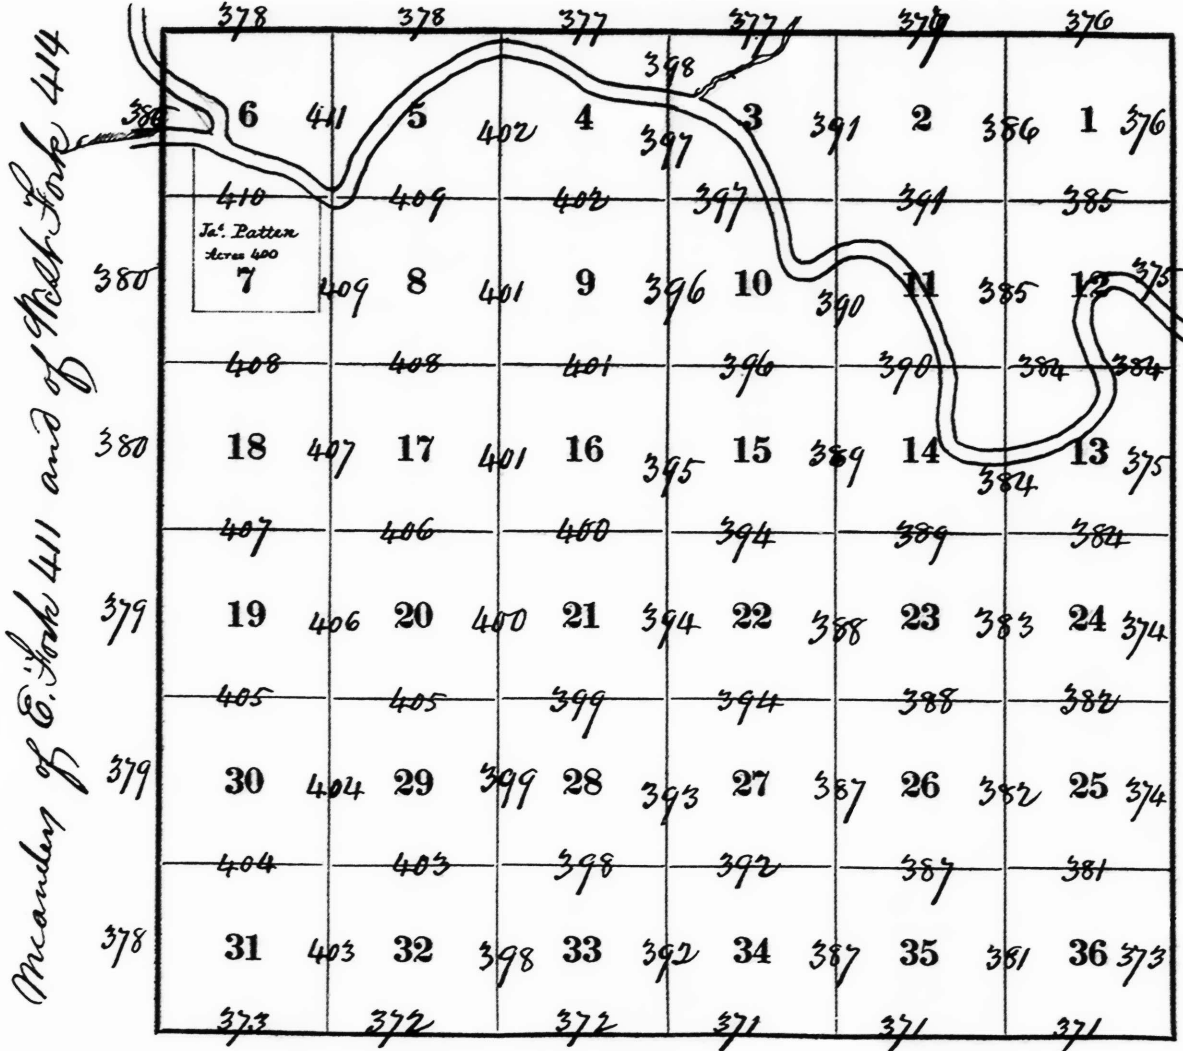 Meanders of E. Fork 411 and of West Fork 414
378 378 377 377 377 376
398
380 6 411 5 402 4 397 3 391 2 386 1 376
410 409 402 397 391 385
Jas. Patten
Acres 400
380 7 409 8 401 9 396 10 390 11 385 12 375
408 408 401 396 390 384 384
380 18 407 17 401 16 395 15 389 14 384 13 375
407 406 400 394 389 384
379 19 406 20 400 21 394 22 388 23 383 24 374
405 405 399 394 388 382
379 30 404 29 399 28 393 27 387 26 382 25 374
404 403 398 392 387 381
378 31 403 32 398 33 392 34 387 35 381 36 373
373 372 372 371 371 371